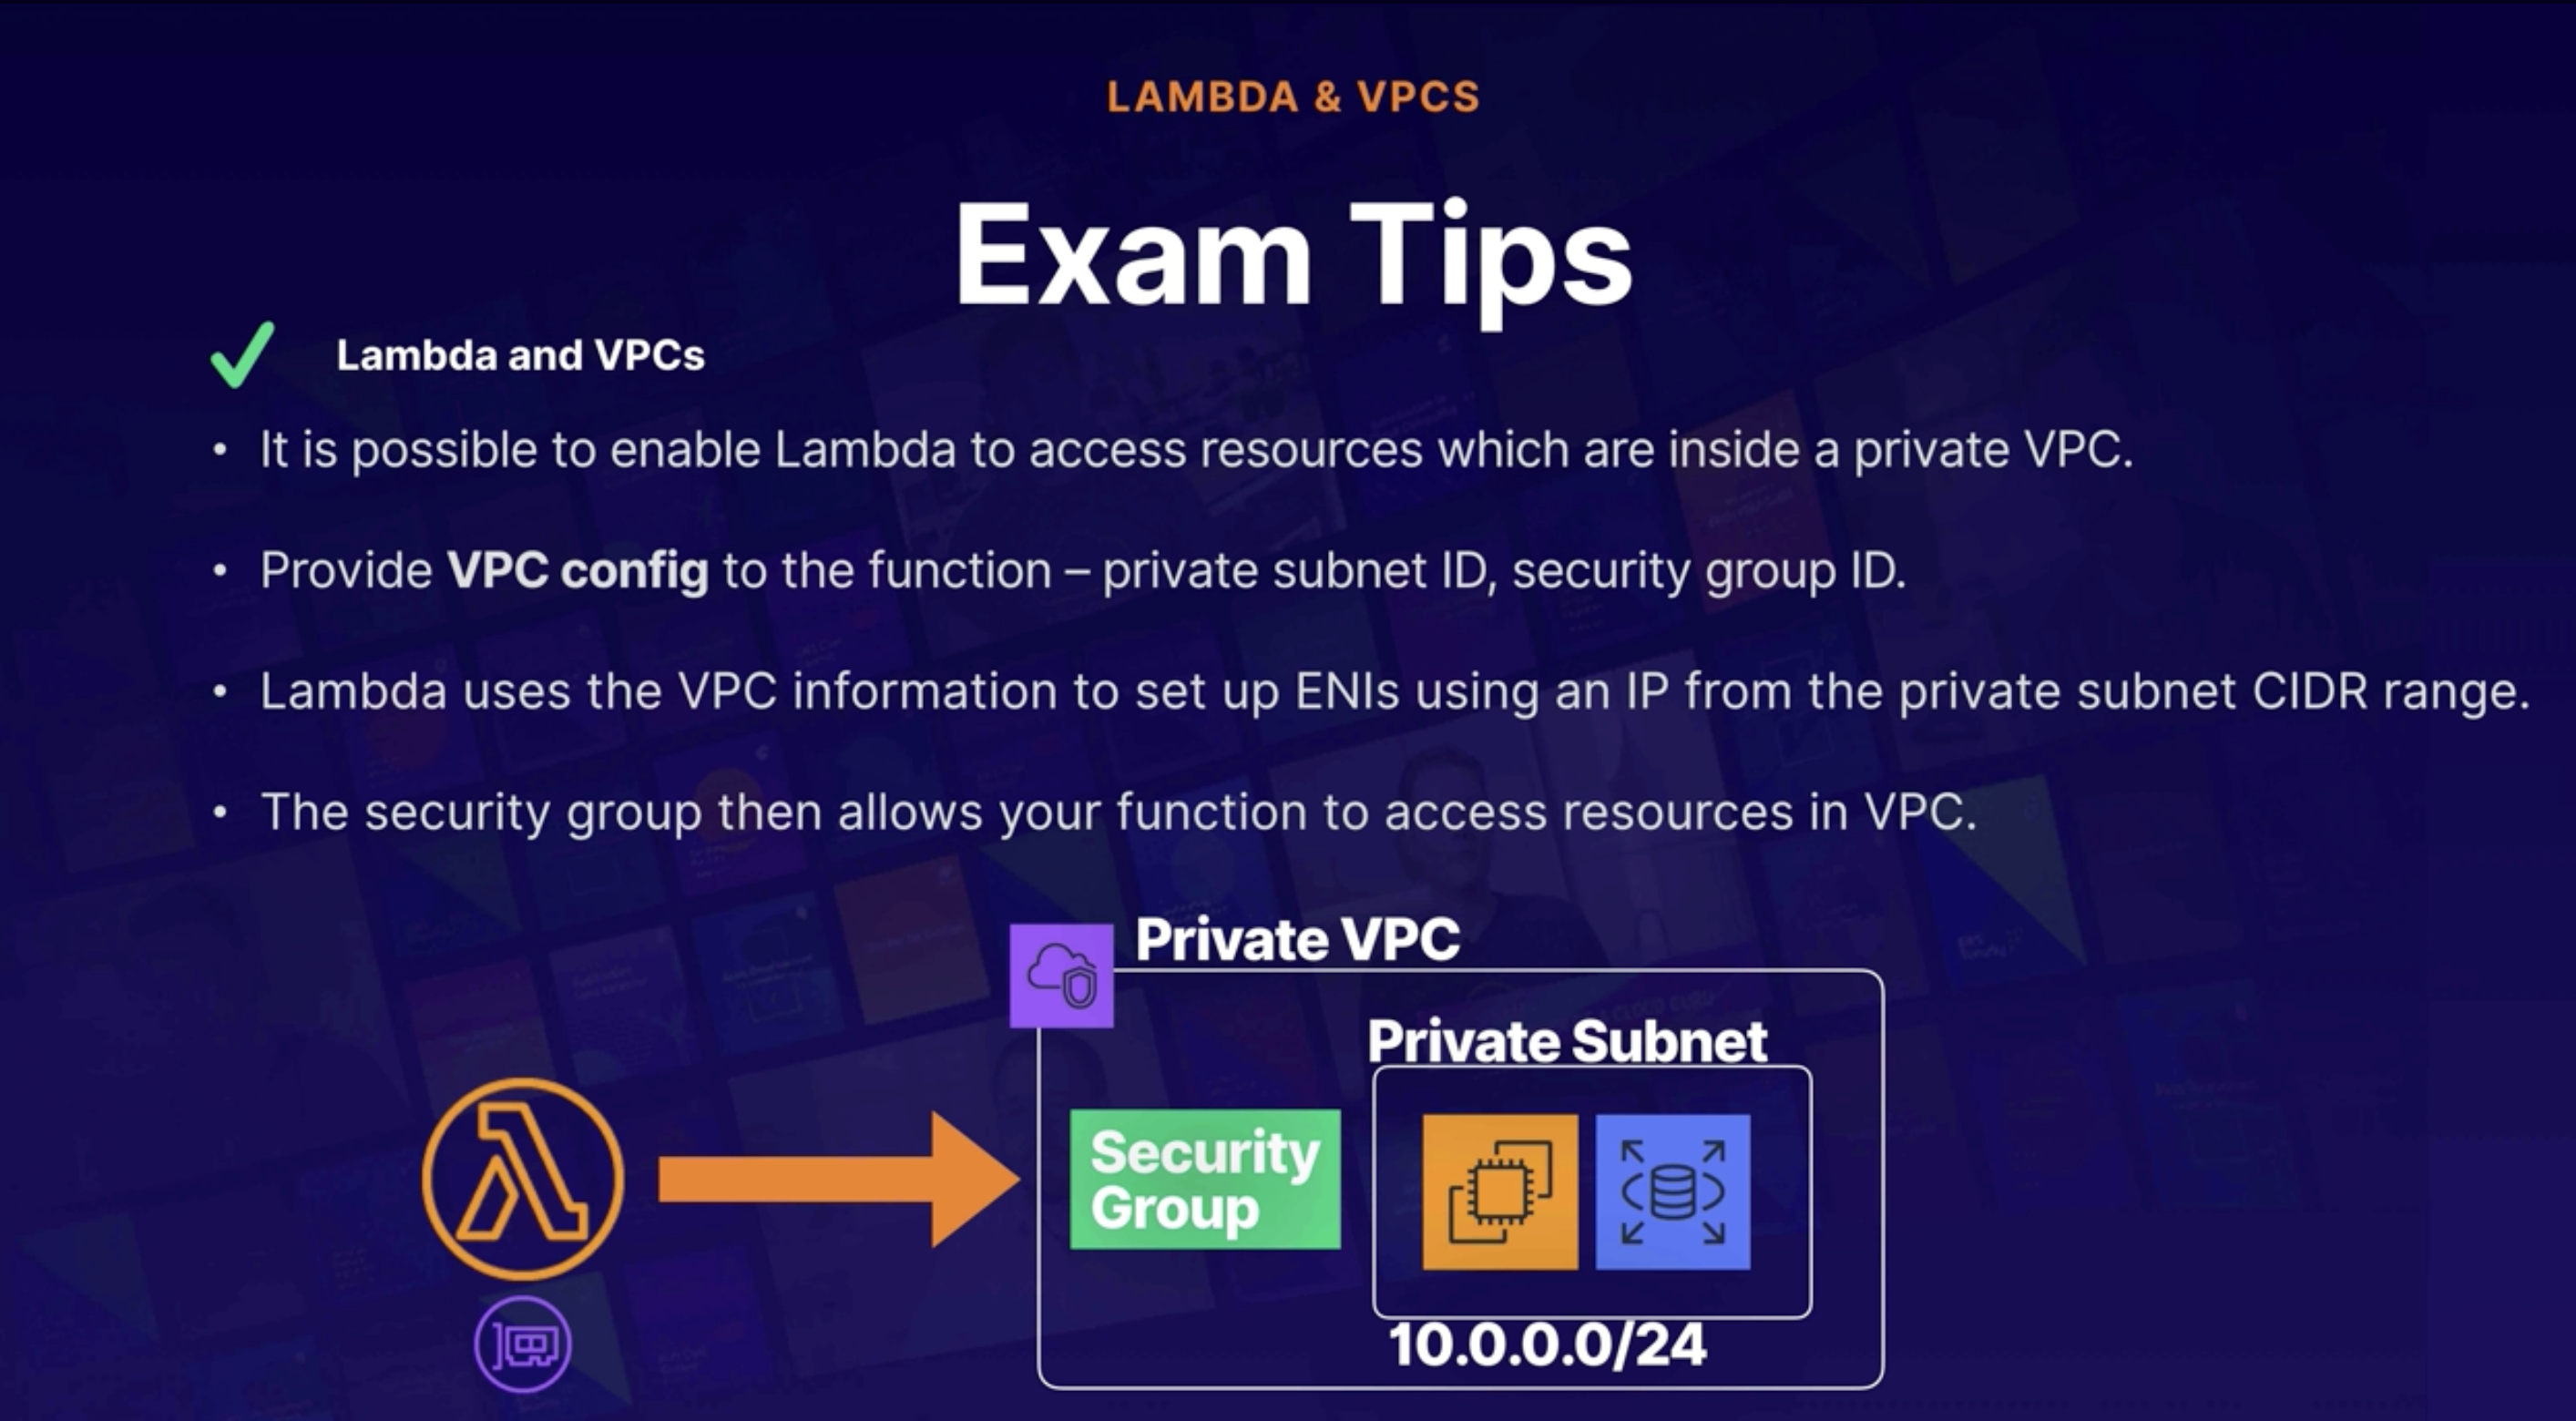 LAMBDA & VPCS
Exam Tips
Lambda and VPCs
• It is possible to enable Lambda to access resources which are inside a private VPC.
• Provide VPC config to the function – private subnet ID, security group ID.
• Lambda uses the VPC information to set up ENIs using an IP from the private subnet CIDR range.
• The security group then allows your function to access resources in VPC.
Private VPC
Private Subnet
Security
Group
10.0.0.0/24